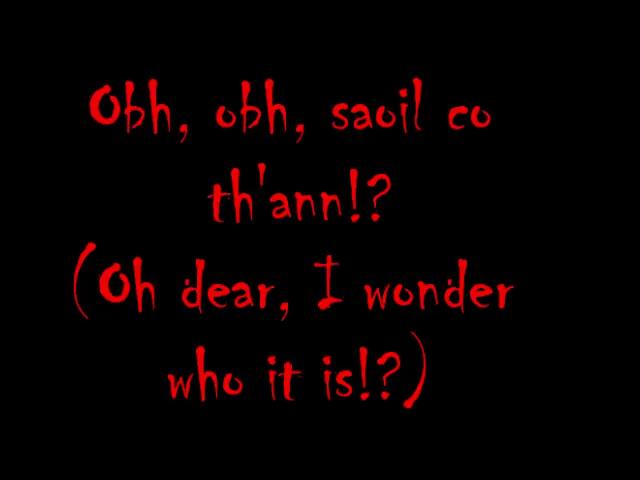 Obh, obh, saoil co
th'ann!?
(Oh dear, I wonder
who it is!?)